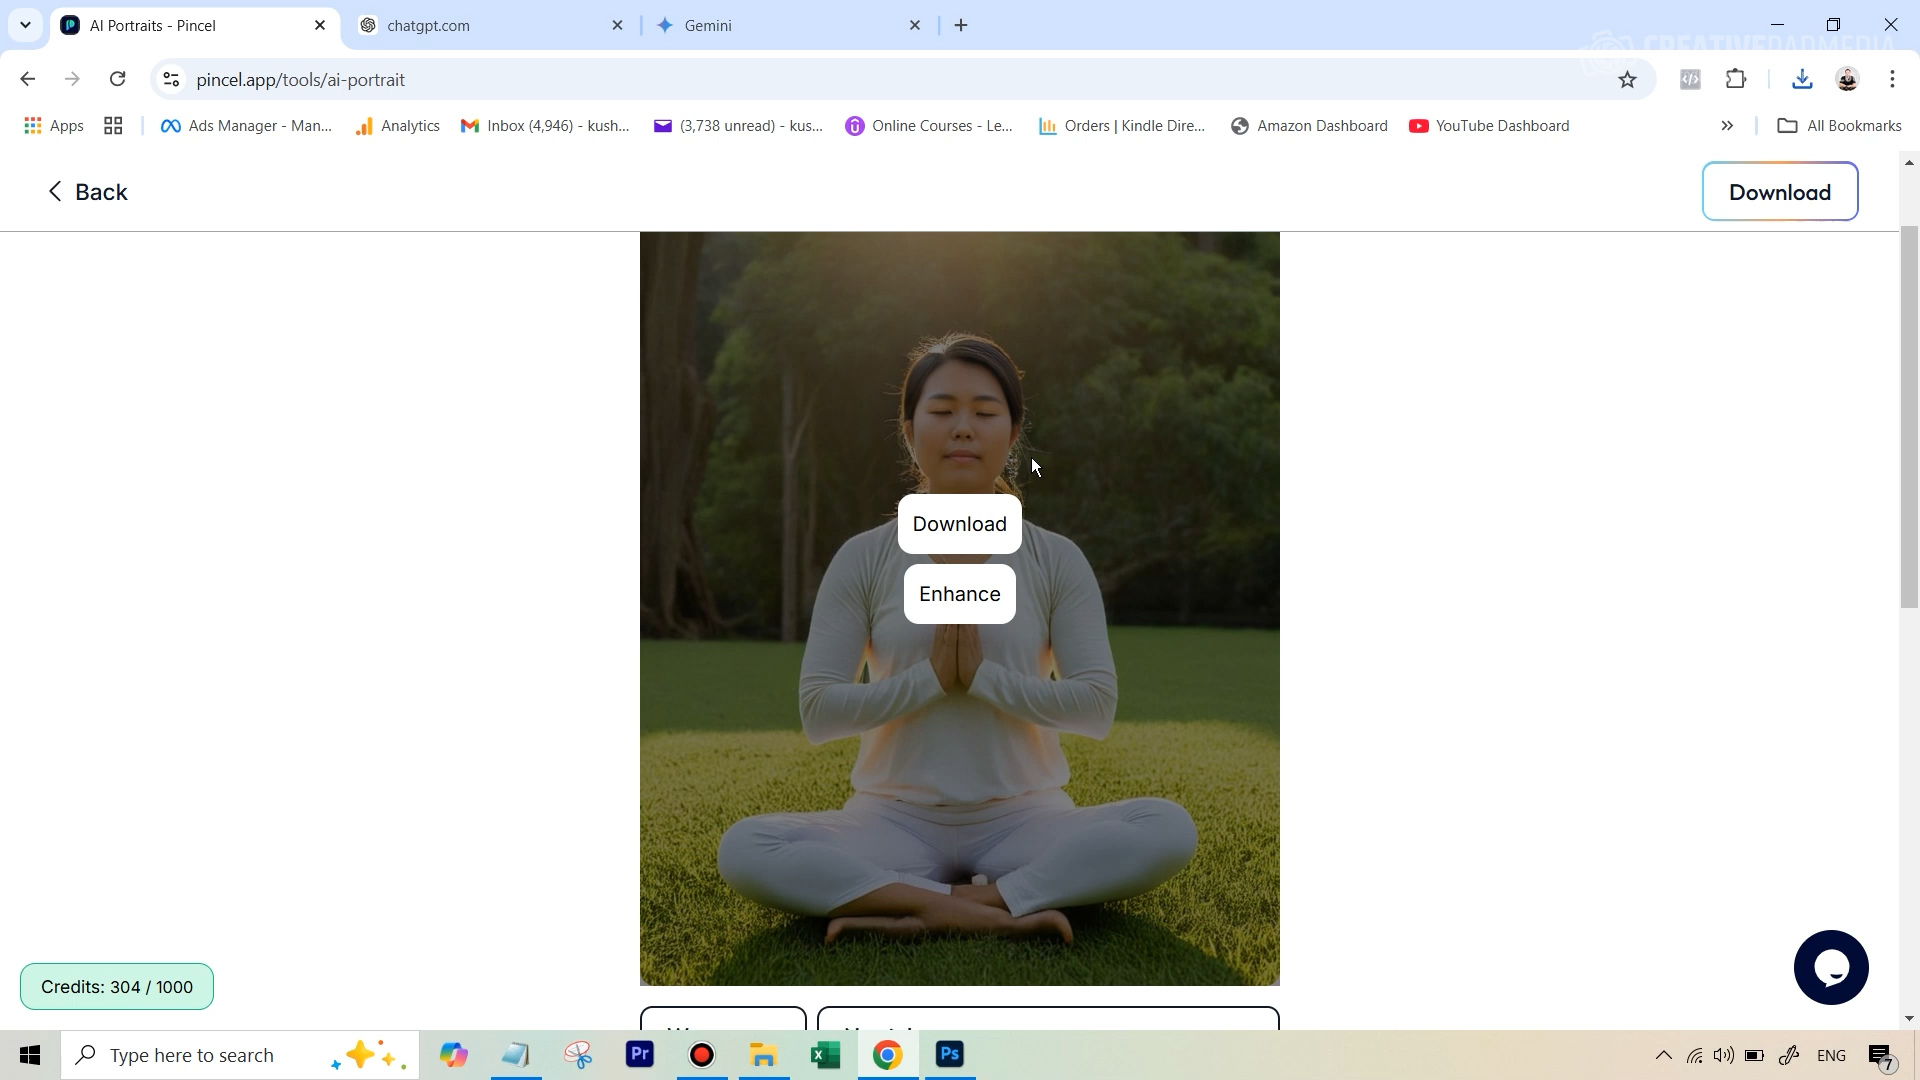 AI Portraits - Pincel
chatgpt.com
Gemini
CREATIVEDADMEDIA
pincel.app/tools/ai-portrait
Apps
Ads Manager - Man...
Analytics
Inbox (4,946) - kush...
(3,738 unread) - kus...
Online Courses - Le...
Orders | Kindle Dire...
Amazon Dashboard
YouTube Dashboard
All Bookmarks
Back
Download
Download
Enhance
Credits: 304 / 1000
Type here to search
Pr
Ps
ENG
7